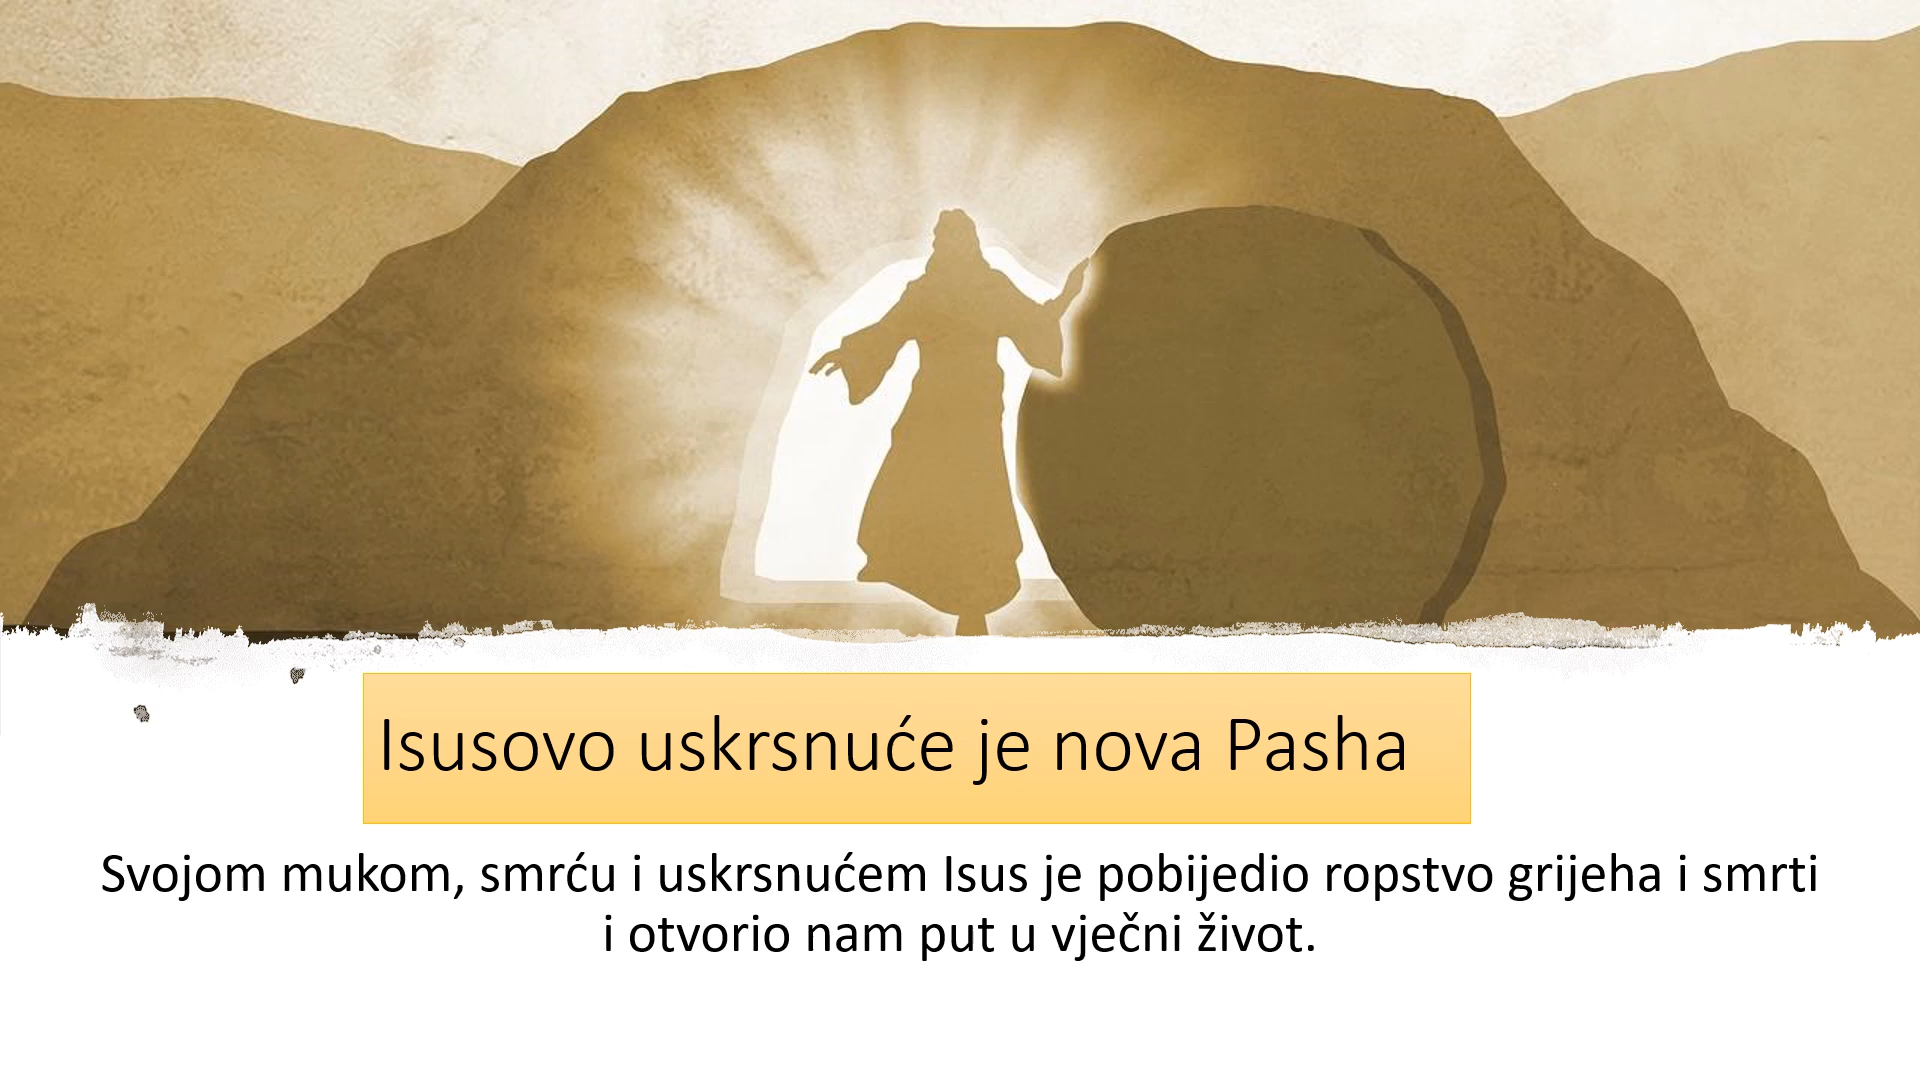 Isusovo uskrsnuće je nova Pasha
Svojom mukom, smrću i uskrsnućem Isus je pobijedio ropstvo grijeha i smrti
i otvorio nam put u vječni život.